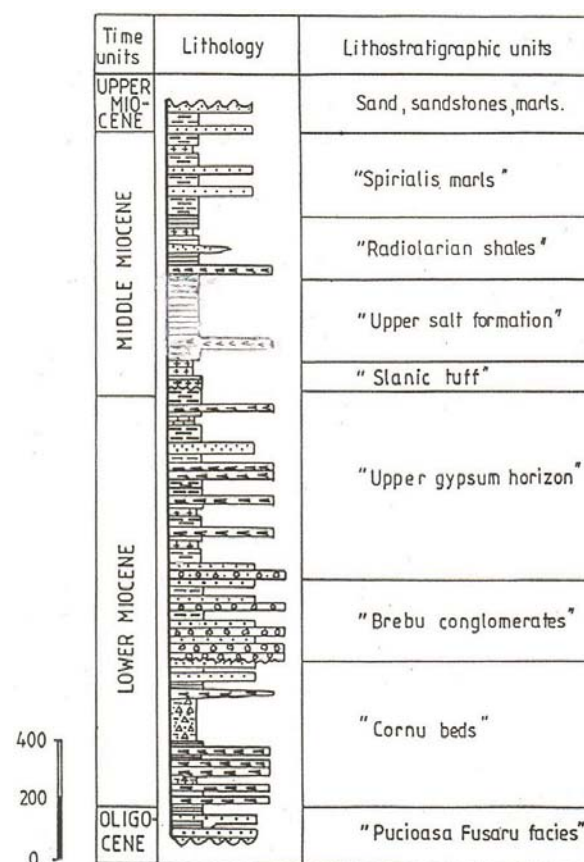 Time
units
Lithology
Lithostratigraphic units
UPPER
MIO-
CENE
Sand, sandstones, marls.
MIDDLE MIOCENE
"Spirialis marls"
"Radiolarian shales"
"Upper salt formation"
"Slanic tuff"
LOWER MIOCENE
"Upper gypsum horizon"
"Brebu conglomerates"
"Cornu beds"
OLIGO-
CENE
"Pucioasa Fusaru facies"
400
200
0